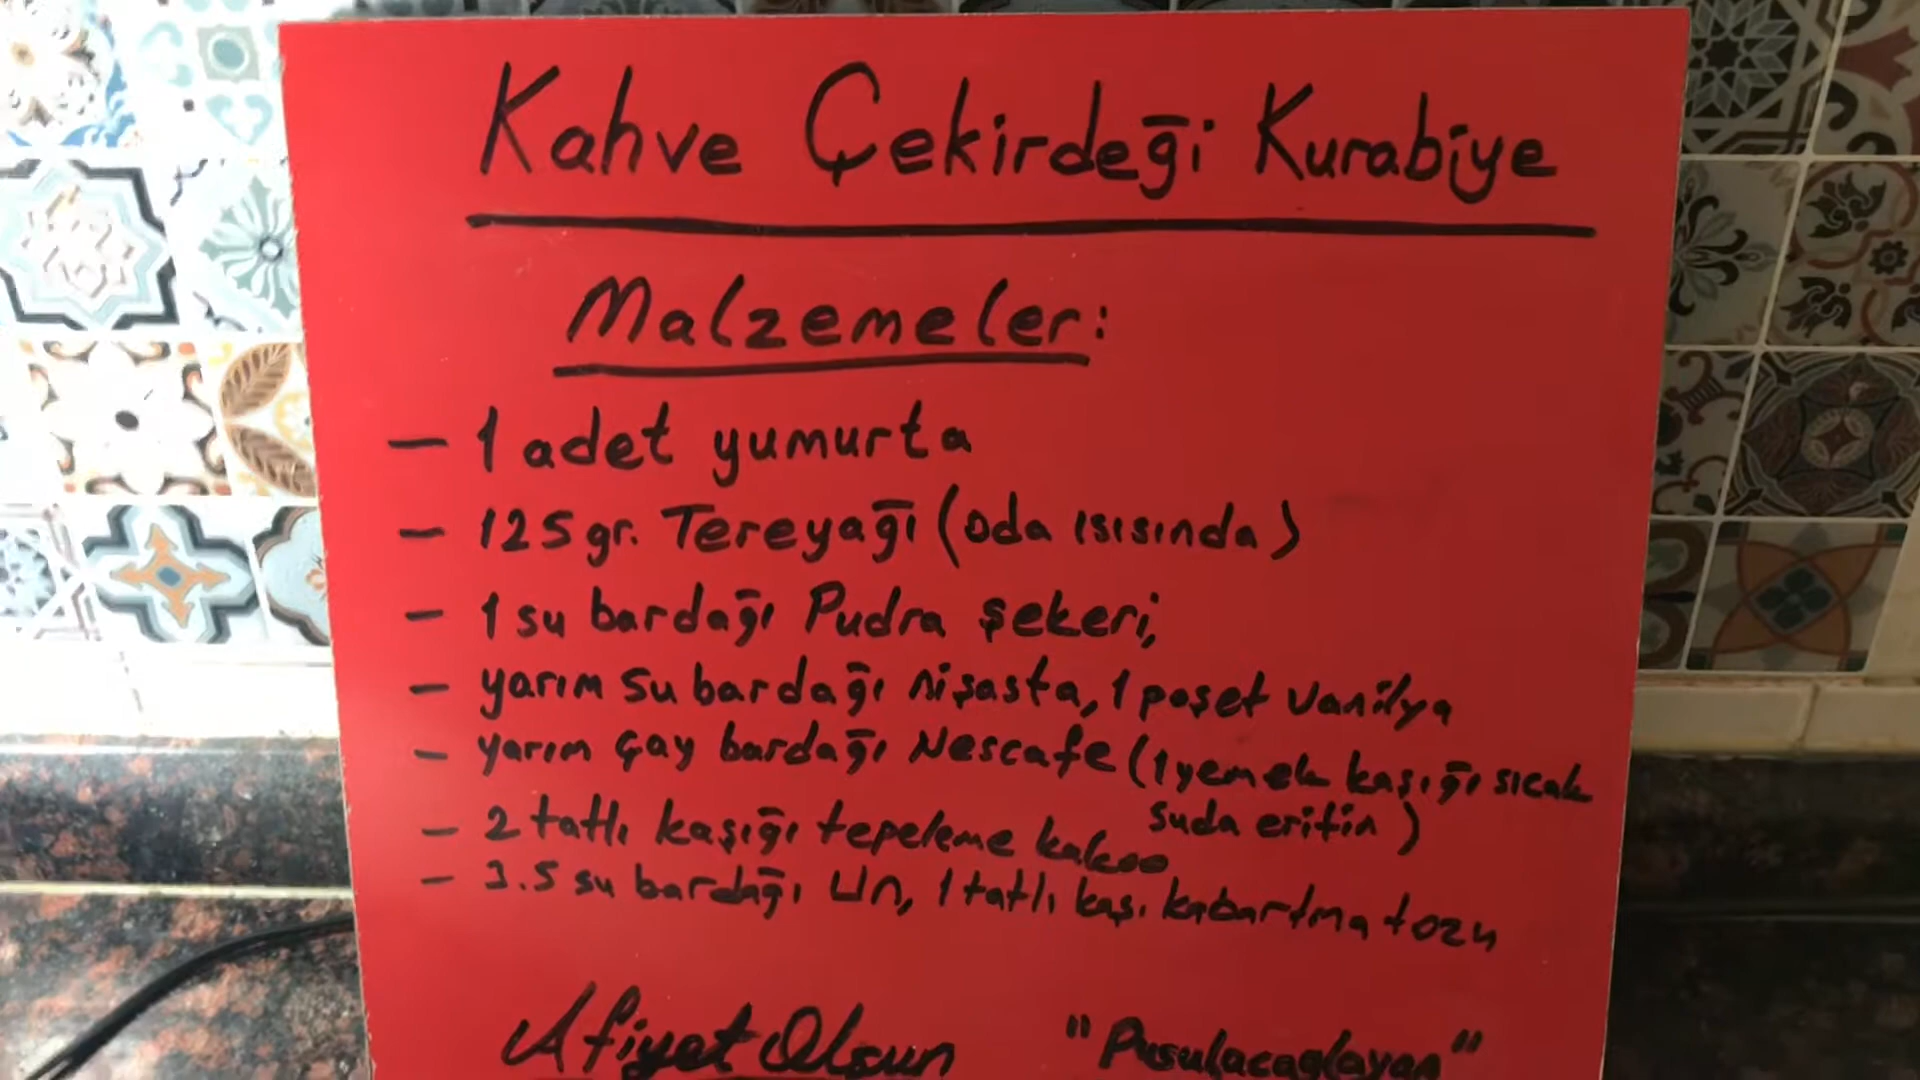 Kahve Çekirdeği Kurabiye
Malzemeler:
- 1 adet yumurta
- 125 gr. Tereyağı (oda ısısında)
- 1 su bardağı Pudra şekeri,
- yarım su bardağı nişasta, 1 poşet vanilya
- yarım çay bardağı Nescafe (1 yemek kaşığı sıcak
suda eritin)
- 2 tatlı kaşığı tepeleme kakao
- 3.5 su bardağı Un, 1 tatlı kaşı kabartma tozu
Afiyet Olsun "Pusulacaglayan"